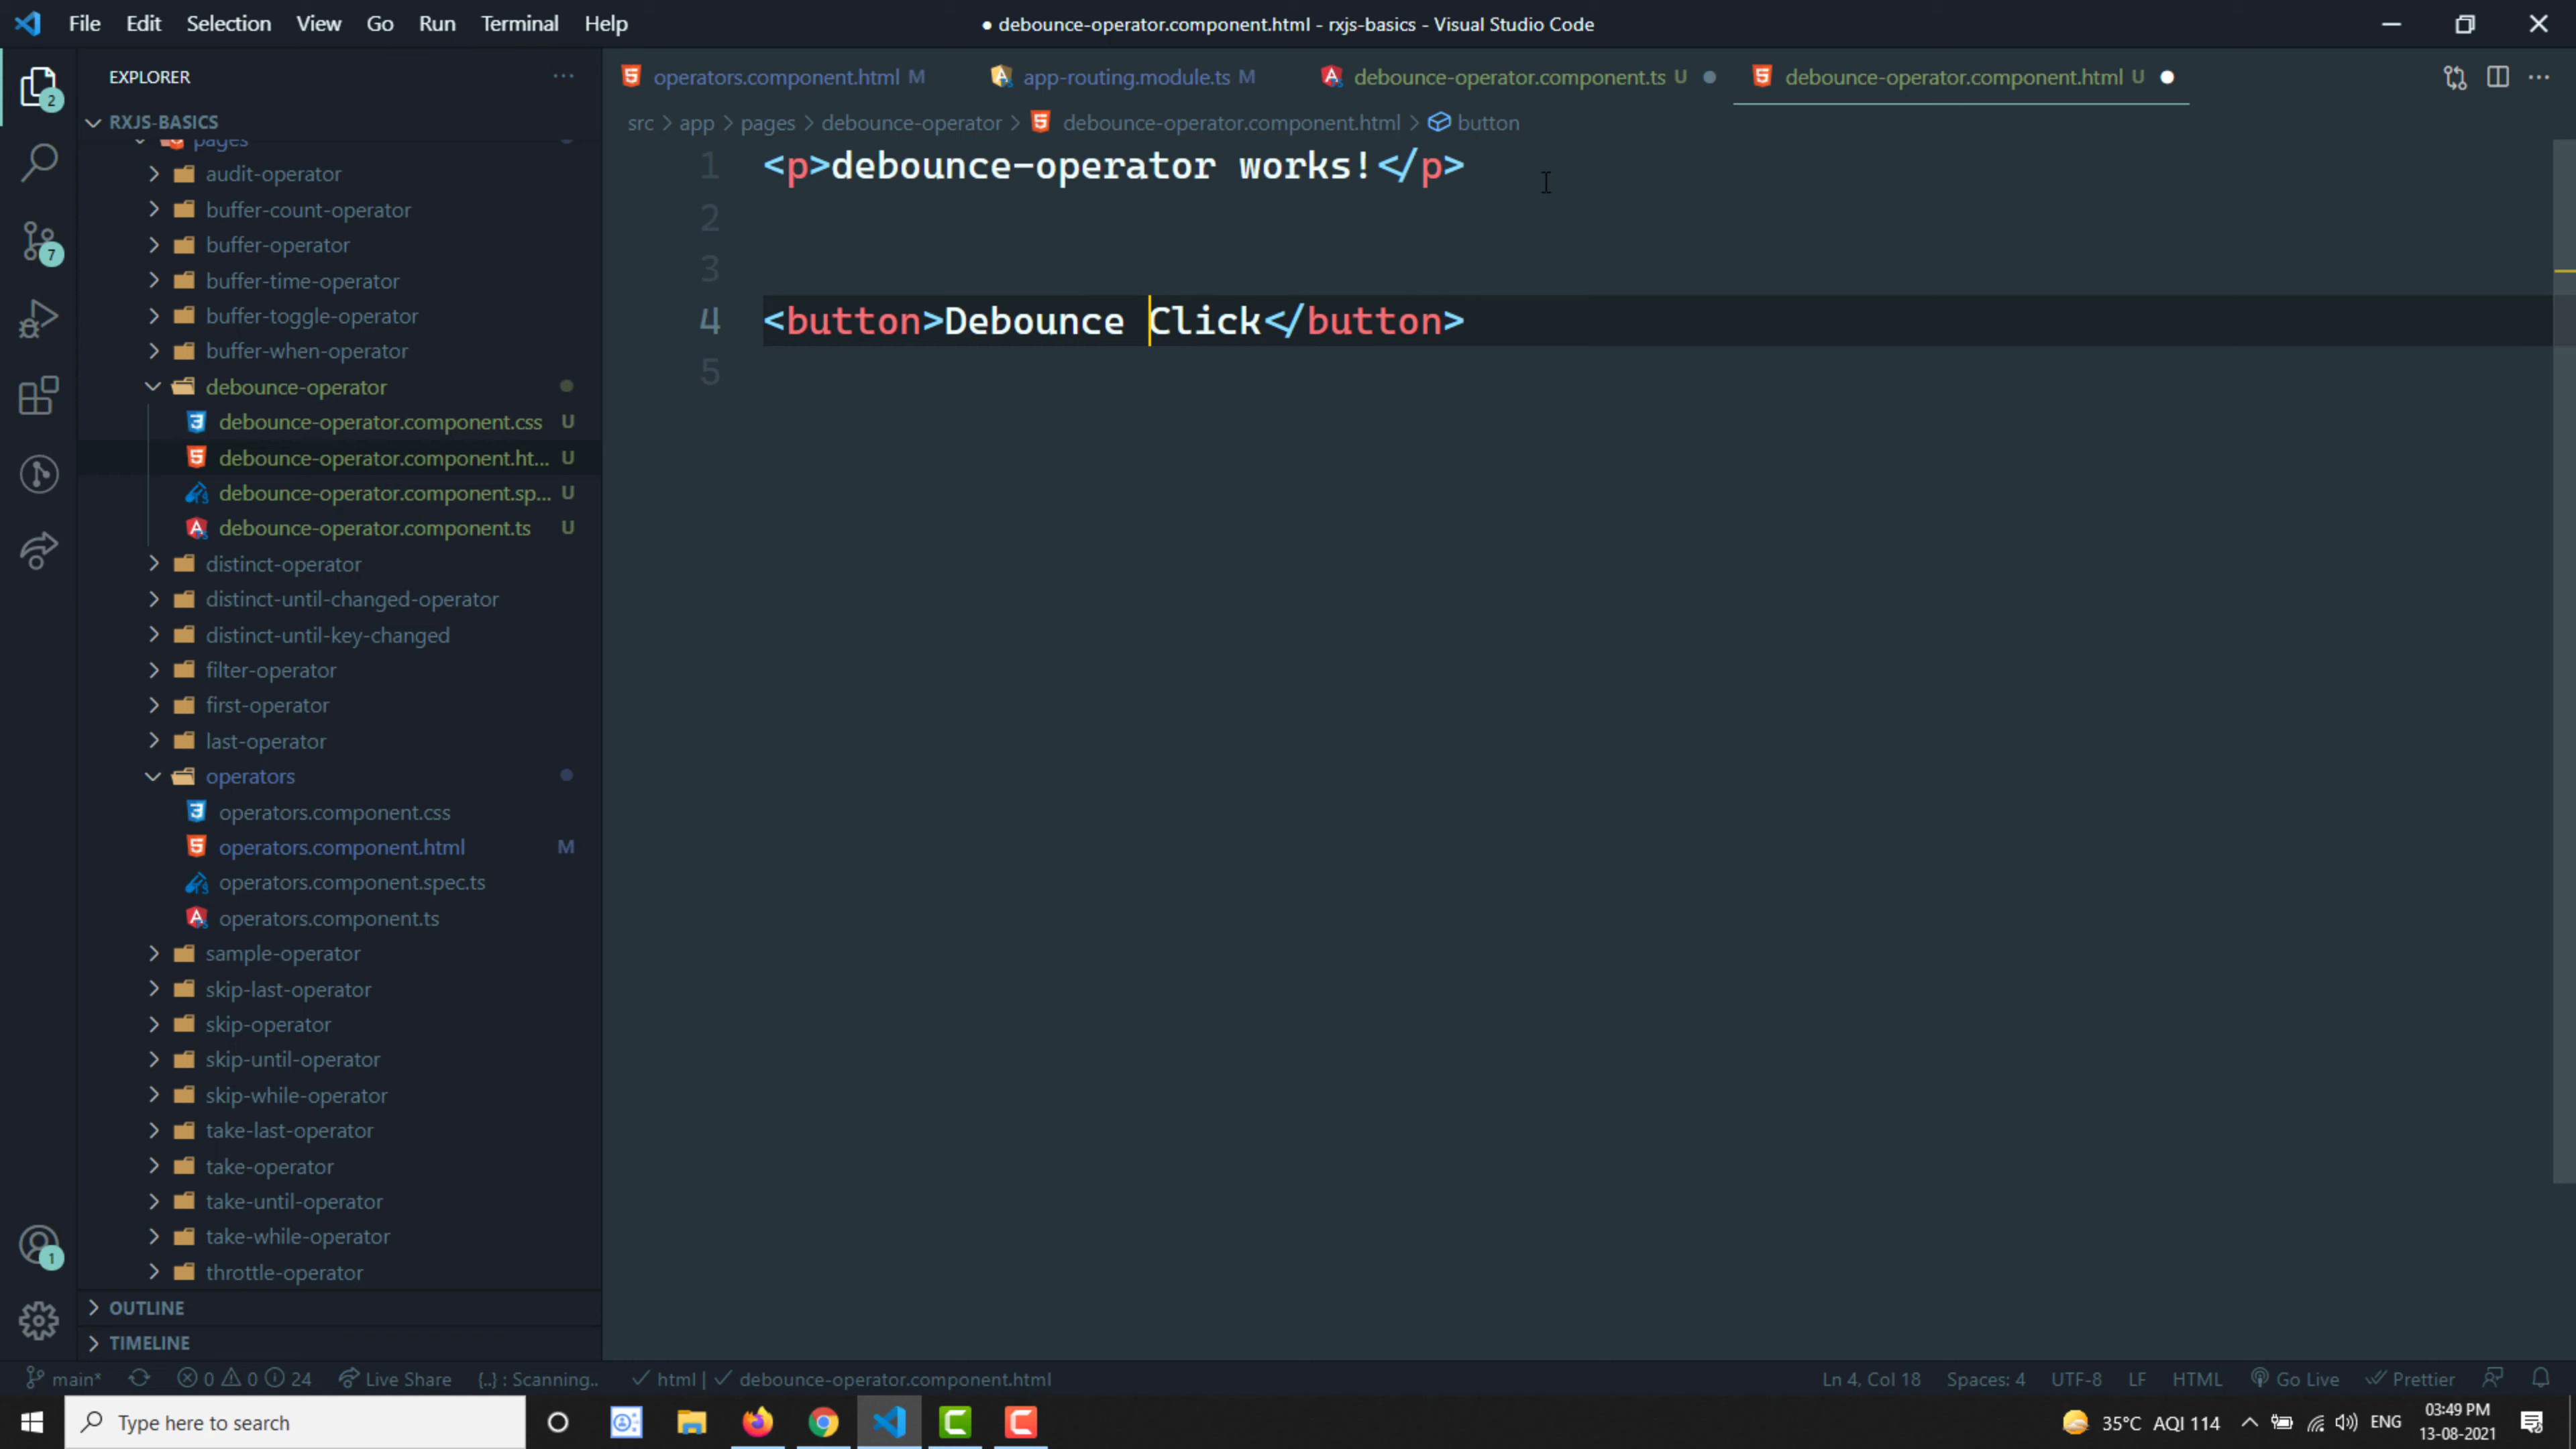 File Edit Selection View Go Run Terminal Help
● debounce-operator.component.html - rxjs-basics - Visual Studio Code
EXPLORER
RXJS-BASICS
pages
audit-operator
buffer-count-operator
buffer-operator
buffer-time-operator
buffer-toggle-operator
buffer-when-operator
debounce-operator
debounce-operator.component.css U
debounce-operator.component.ht... U
debounce-operator.component.sp... U
debounce-operator.component.ts U
distinct-operator
distinct-until-changed-operator
distinct-until-key-changed
filter-operator
first-operator
last-operator
operators
operators.component.css
operators.component.html M
operators.component.spec.ts
operators.component.ts
sample-operator
skip-last-operator
skip-operator
skip-until-operator
skip-while-operator
take-last-operator
take-operator
take-until-operator
take-while-operator
throttle-operator
OUTLINE
TIMELINE
2
7
1
operators.component.html M app-routing.module.ts M debounce-operator.component.ts U debounce-operator.component.html U
src > app > pages > debounce-operator > debounce-operator.component.html > button
1 <p>debounce-operator works!</p>
2
3
4 <button>Debounce Click</button>
5
main* 0 0 24 Live Share {..} : Scanning.. html | debounce-operator.component.html
Ln 4, Col 18 Spaces: 4 UTF-8 LF HTML Go Live Prettier
Type here to search
35°C AQI 114 ENG
03:49 PM
13-08-2021